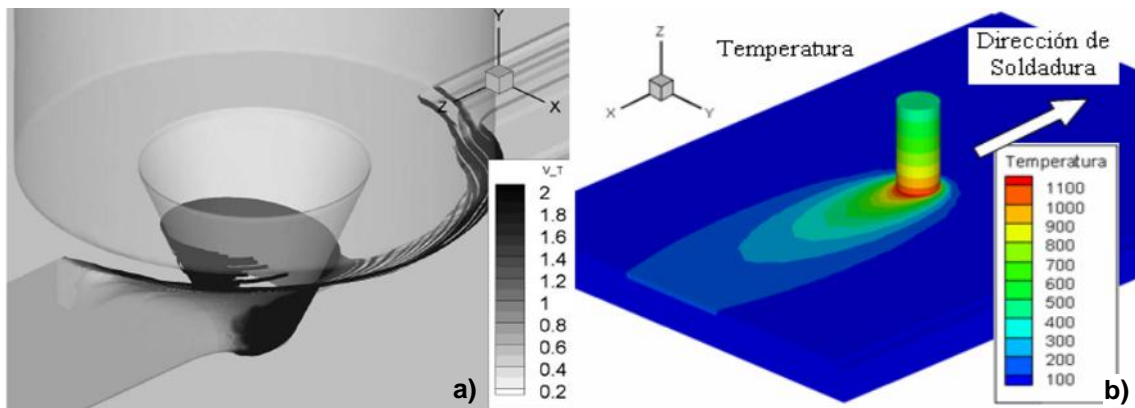 Y
Z
X
V_T
2
1.8
1.6
1.4
1.2
1
0.8
0.6
0.4
0.2
a)
Temperatura
Dirección de
Soldadura
Z
X
Y
Temperatura
1100
1000
900
800
700
600
500
400
300
200
100
b)